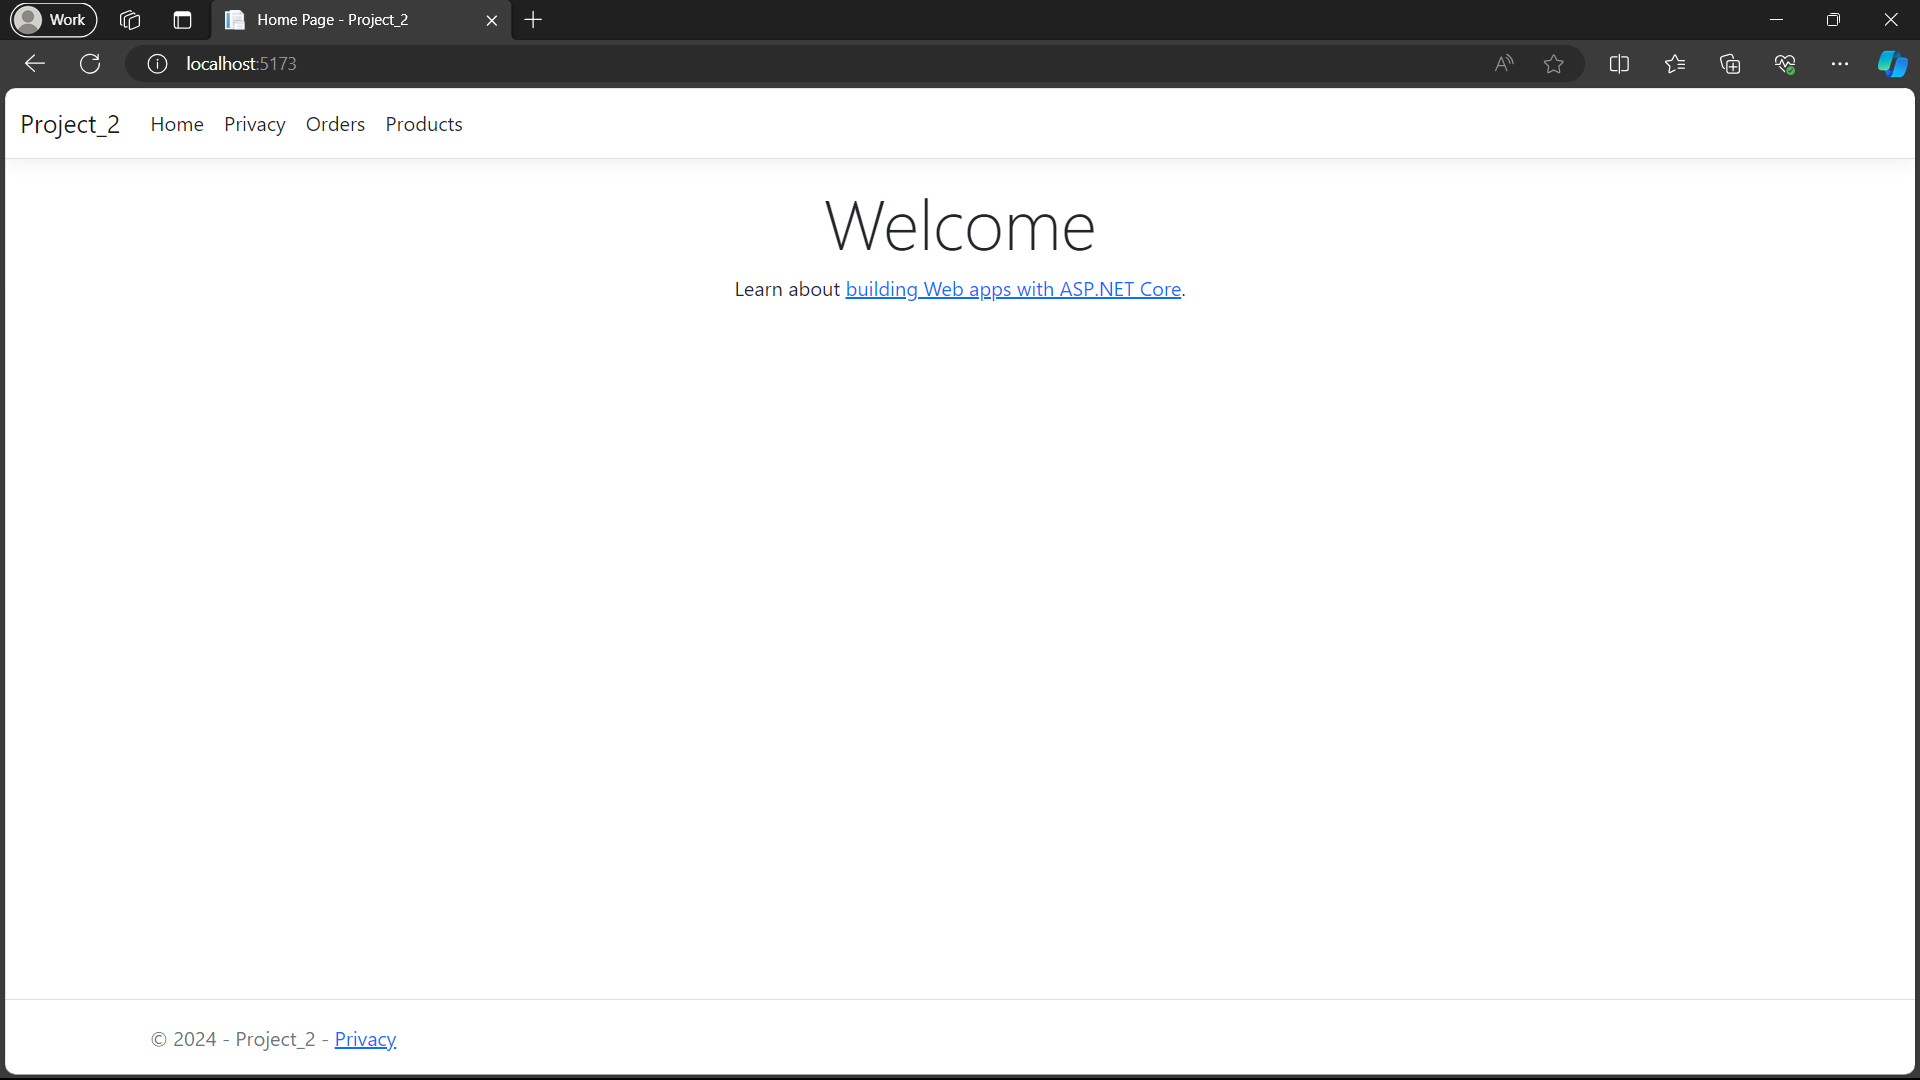 Work
Home Page - Project_2
localhost:5173
Project_2 Home Privacy Orders Products
Welcome
Learn about building Web apps with ASP.NET Core.
© 2024 - Project_2 - Privacy